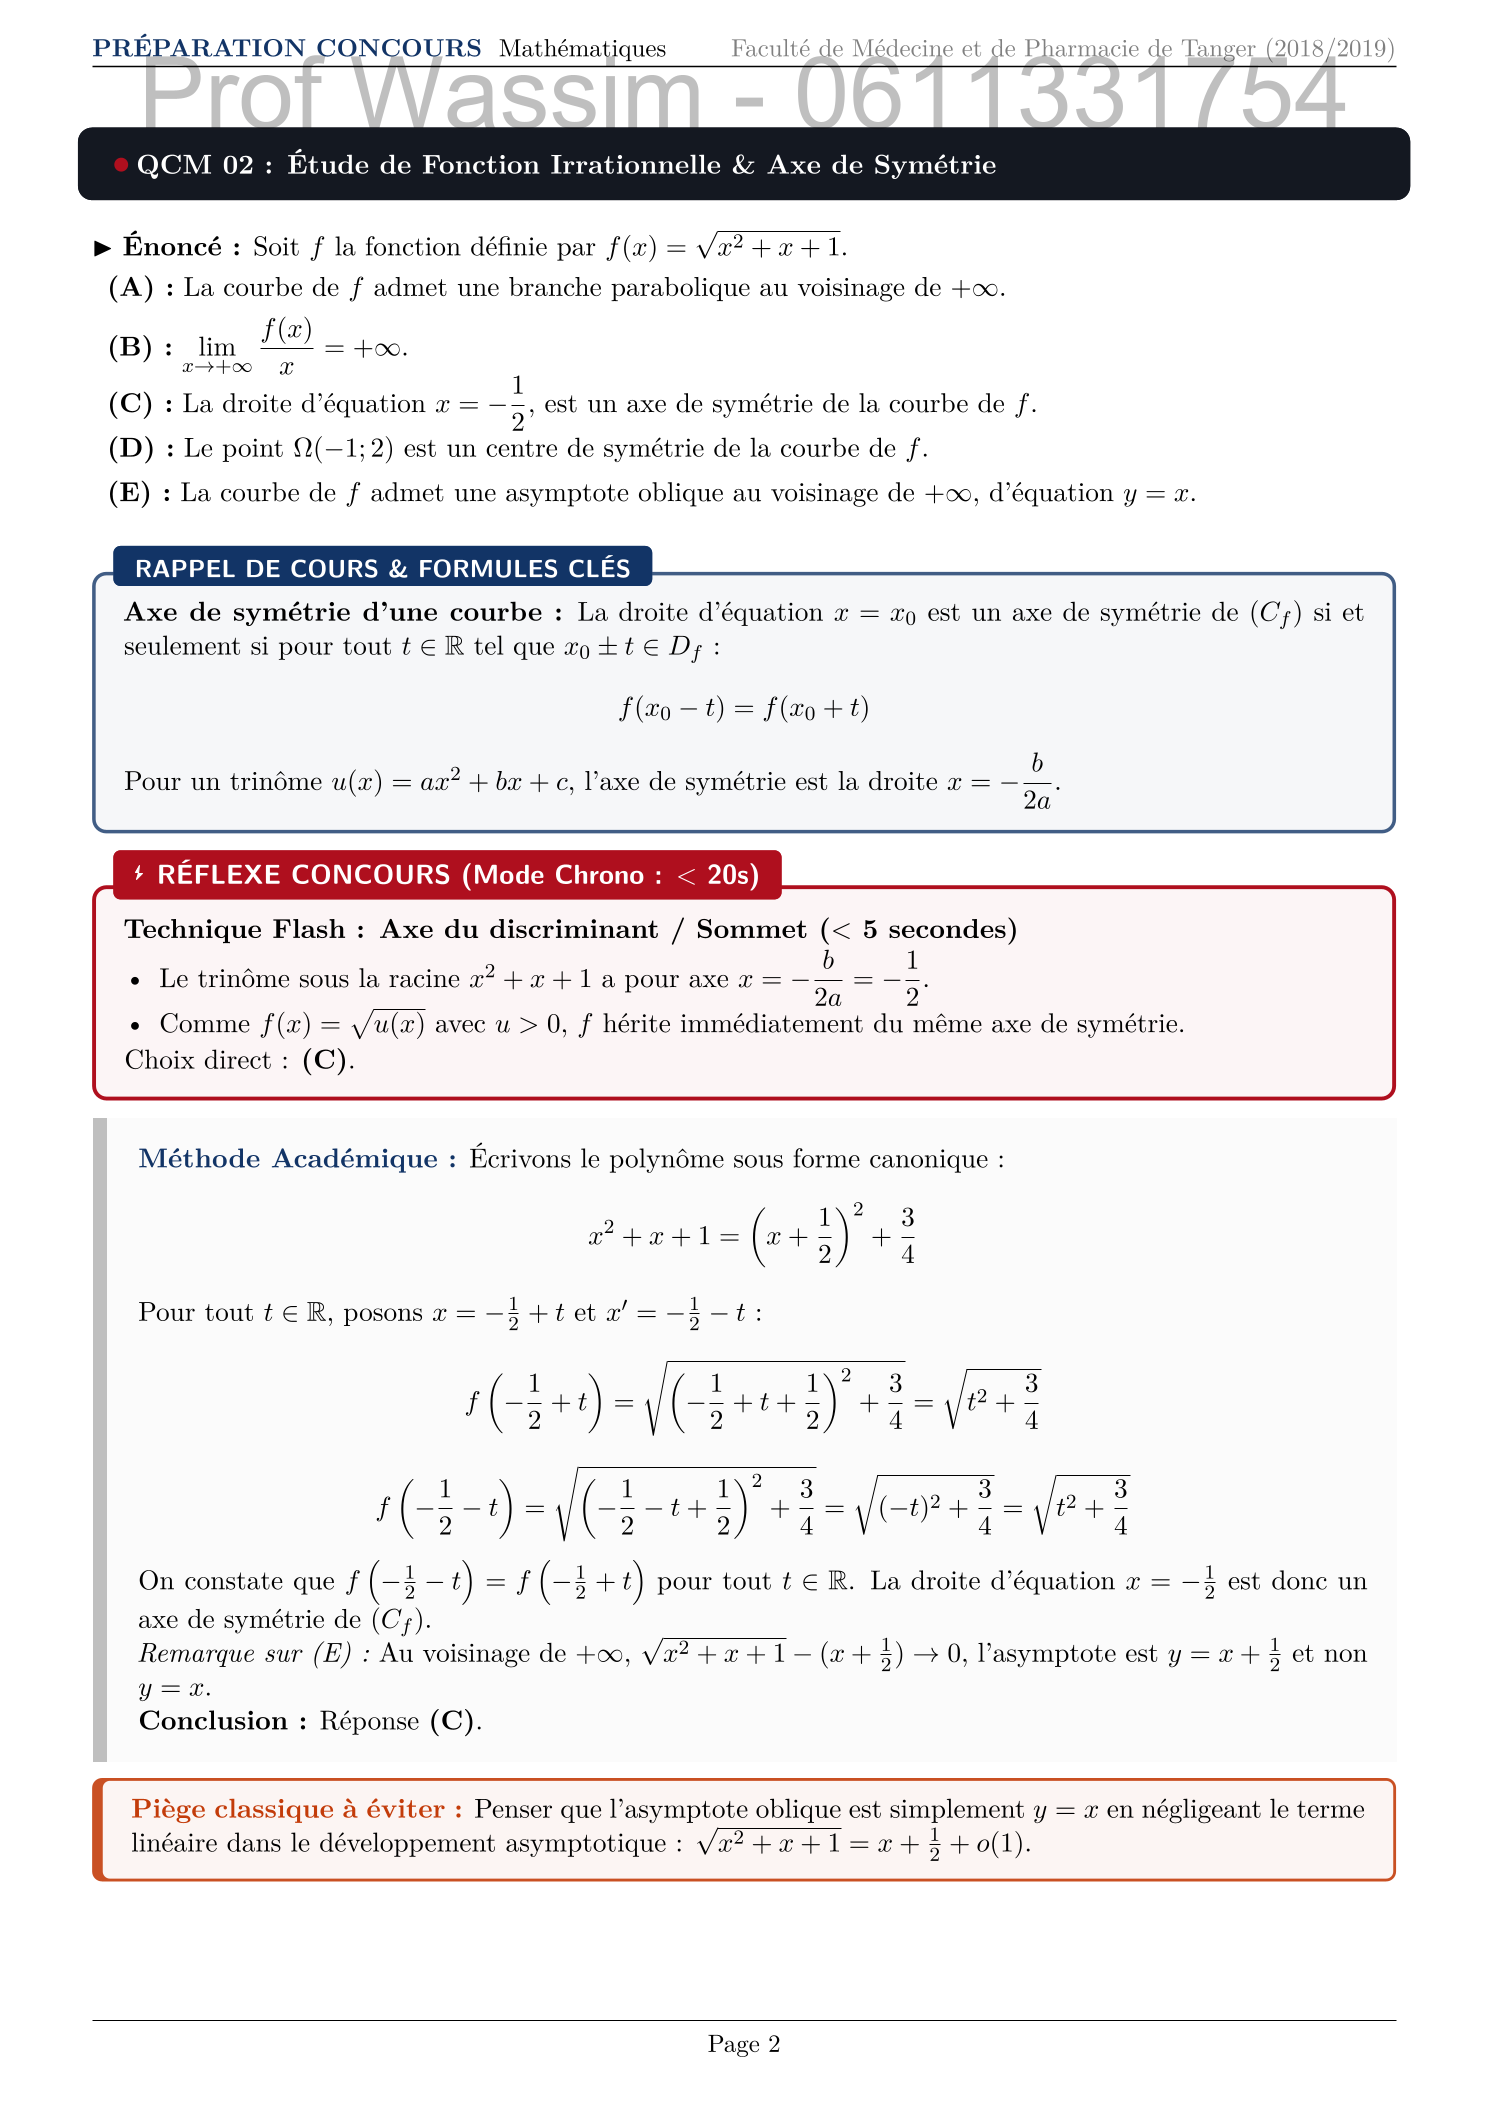 PRÉPARATION CONCOURS Mathématiques Faculté de Médecine et de Pharmacie de Tanger (2018/2019)
Prof Wassim - 0611331754
• QCM 02 : Étude de Fonction Irrationnelle & Axe de Symétrie
▶ Énoncé : Soit f la fonction définie par f(x) = √(x² + x + 1).
(A) : La courbe de f admet une branche parabolique au voisinage de +∞.
(B) : lim_{x→+∞} f(x)/x = +∞.
(C) : La droite d'équation x = −1/2, est un axe de symétrie de la courbe de f.
(D) : Le point Ω(−1; 2) est un centre de symétrie de la courbe de f.
(E) : La courbe de f admet une asymptote oblique au voisinage de +∞, d'équation y = x.
RAPPEL DE COURS & FORMULES CLÉS
Axe de symétrie d'une courbe : La droite d'équation x = x₀ est un axe de symétrie de (C_f) si et
seulement si pour tout t ∈ ℝ tel que x₀ ± t ∈ D_f :
f(x₀ − t) = f(x₀ + t)
Pour un trinôme u(x) = ax² + bx + c, l'axe de symétrie est la droite x = −b/2a.
⚡ RÉFLEXE CONCOURS (Mode Chrono : < 20s)
Technique Flash : Axe du discriminant / Sommet (< 5 secondes)
• Le trinôme sous la racine x² + x + 1 a pour axe x = −b/2a = −1/2.
• Comme f(x) = √(u(x)) avec u > 0, f hérite immédiatement du même axe de symétrie.
Choix direct : (C).
Méthode Académique : Écrivons le polynôme sous forme canonique :
x² + x + 1 = (x + 1/2)² + 3/4
Pour tout t ∈ ℝ, posons x = −1/2 + t et x′ = −1/2 − t :
f(−1/2 + t) = √((−1/2 + t + 1/2)² + 3/4) = √(t² + 3/4)
f(−1/2 − t) = √((−1/2 − t + 1/2)² + 3/4) = √((−t)² + 3/4) = √(t² + 3/4)
On constate que f(−1/2 − t) = f(−1/2 + t) pour tout t ∈ ℝ. La droite d'équation x = −1/2 est donc un
axe de symétrie de (C_f).
Remarque sur (E) : Au voisinage de +∞, √(x² + x + 1) − (x + 1/2) → 0, l'asymptote est y = x + 1/2 et non
y = x.
Conclusion : Réponse (C).
Piège classique à éviter : Penser que l'asymptote oblique est simplement y = x en négligeant le terme
linéaire dans le développement asymptotique : √(x² + x + 1) = x + 1/2 + o(1).
Page 2